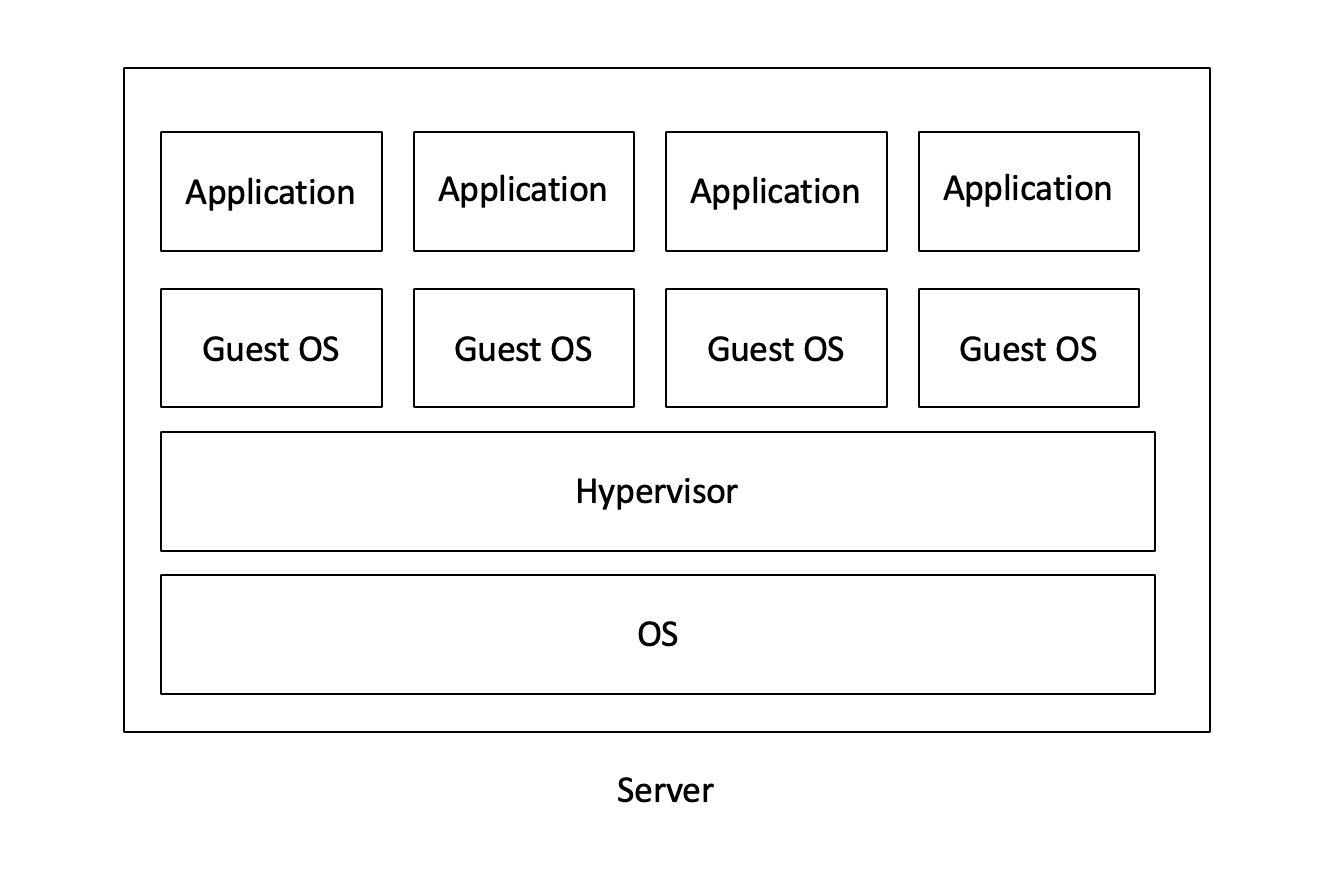 Application
Application
Application
Application
Guest OS
Guest OS
Guest OS
Guest OS
Hypervisor
OS
Server